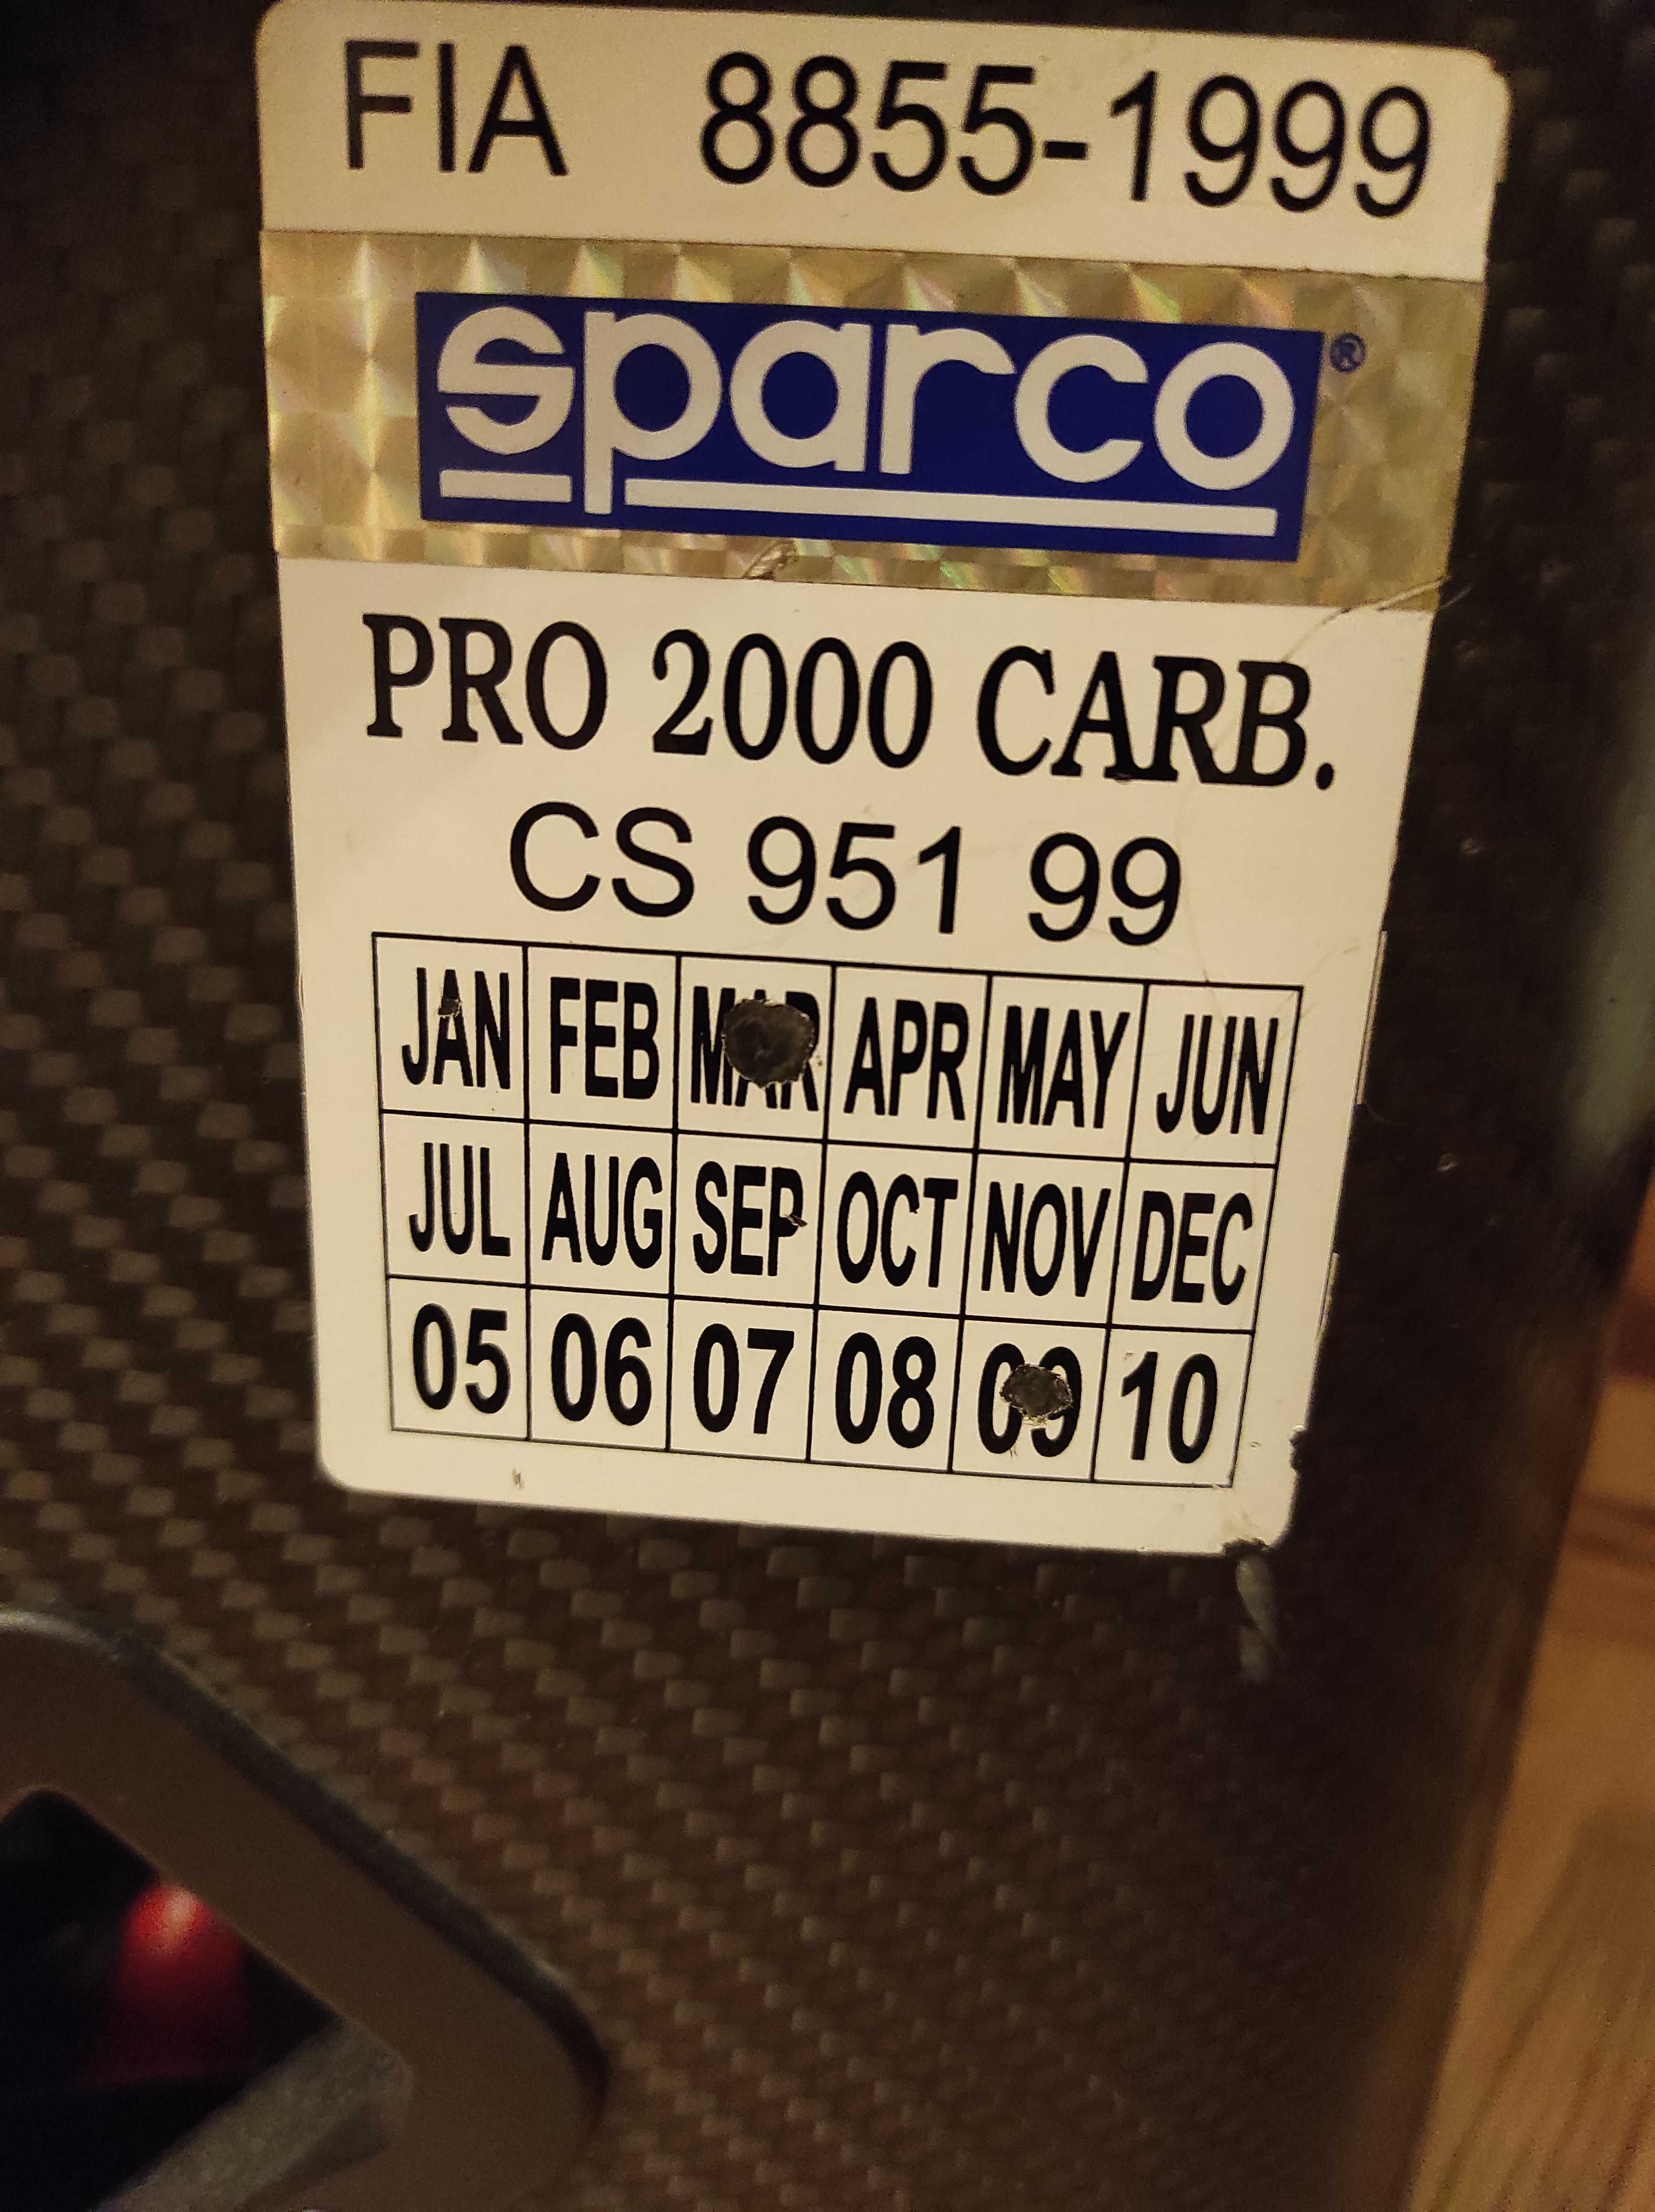 FIA 8855-1999
sparco®
PRO 2000 CARB.
CS 951 99
JAN FEB MAR APR MAY JUN
JUL AUG SEP OCT NOV DEC
05 06 07 08 09 10